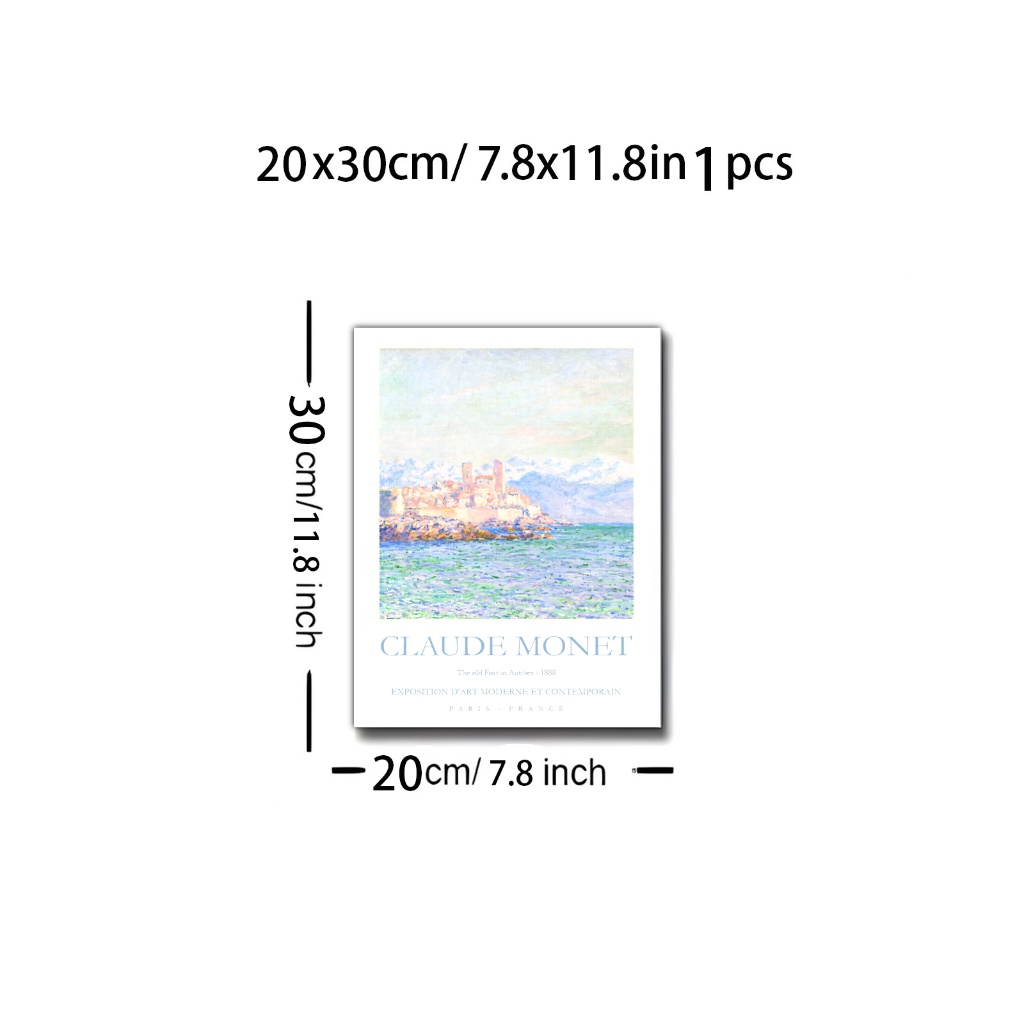 20x30cm/ 7.8x11.8in 1 pcs
30cm/11.8 inch
CLAUDE MONET
The old Fort in Antibes - 1888
EXPOSITION D'ART MODERNE ET CONTEMPORAIN
PARIS - FRANCE
20cm/ 7.8 inch